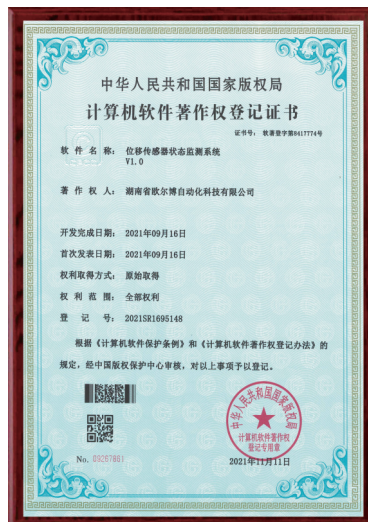 中华人民共和国国家版权局
计算机软件著作权登记证书
证书号： 软著登字第8417774号
软件名称： 位移传感器状态监测系统
V1.0
著作权人： 湖南省欧尔博自动化科技有限公司
开发完成日期： 2021年09月16日
首次发表日期： 2021年09月16日
权利取得方式： 原始取得
权利范围： 全部权利
登记号： 2021SR1695148
根据《计算机软件保护条例》和《计算机软件著作权登记办法》的
规定，经中国版权保护中心审核，对以上事项予以登记。
中华人民共和国国家版权局
计算机软件著作权
登记专用章
No.
2021年11月11日